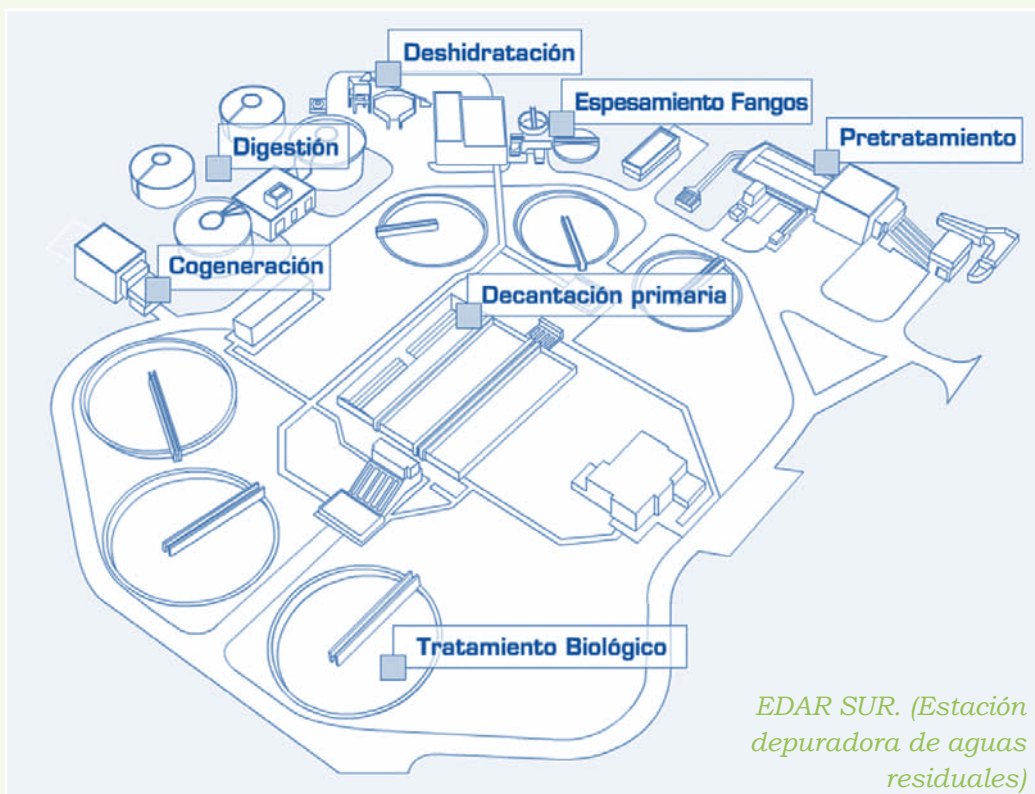 Deshidratación
Espesamiento Fangos
Pretratamiento
Digestión
Cogeneración
Decantación primaria
Tratamiento Biológico
EDAR SUR. (Estación
depuradora de aguas
residuales)